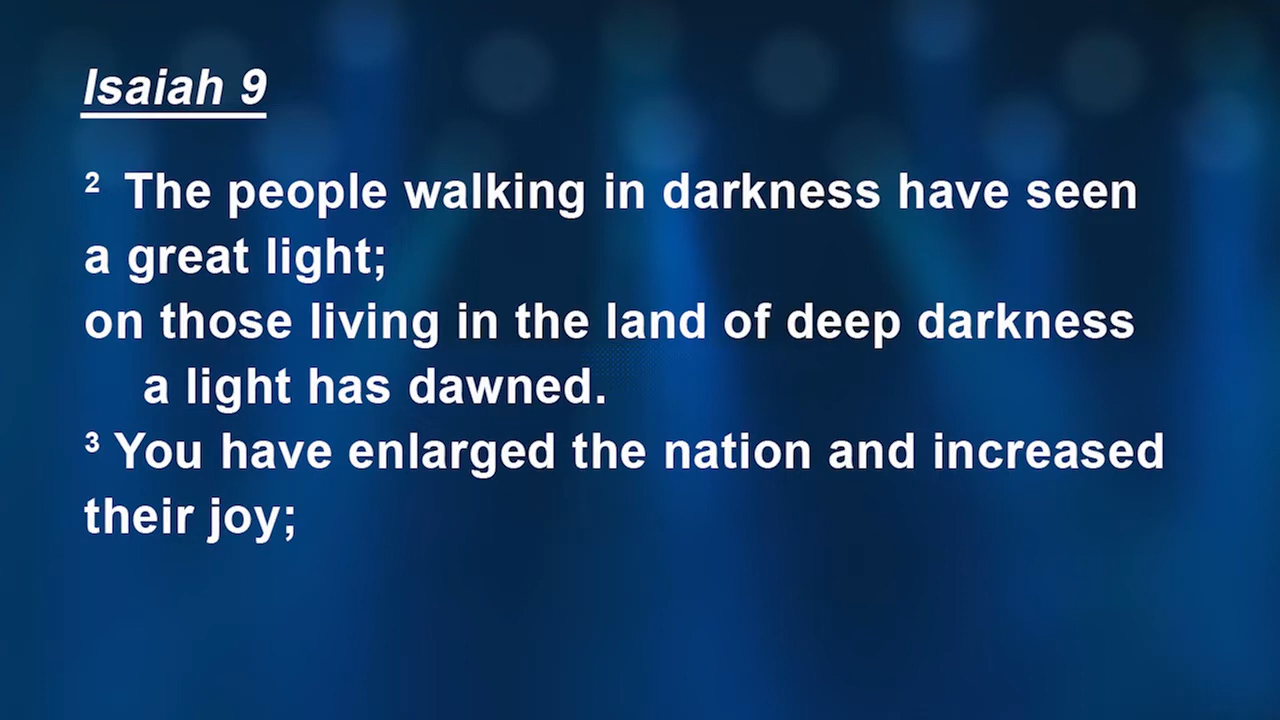 Isaiah 9
² The people walking in darkness have seen
a great light;
on those living in the land of deep darkness
a light has dawned.
³ You have enlarged the nation and increased
their joy;